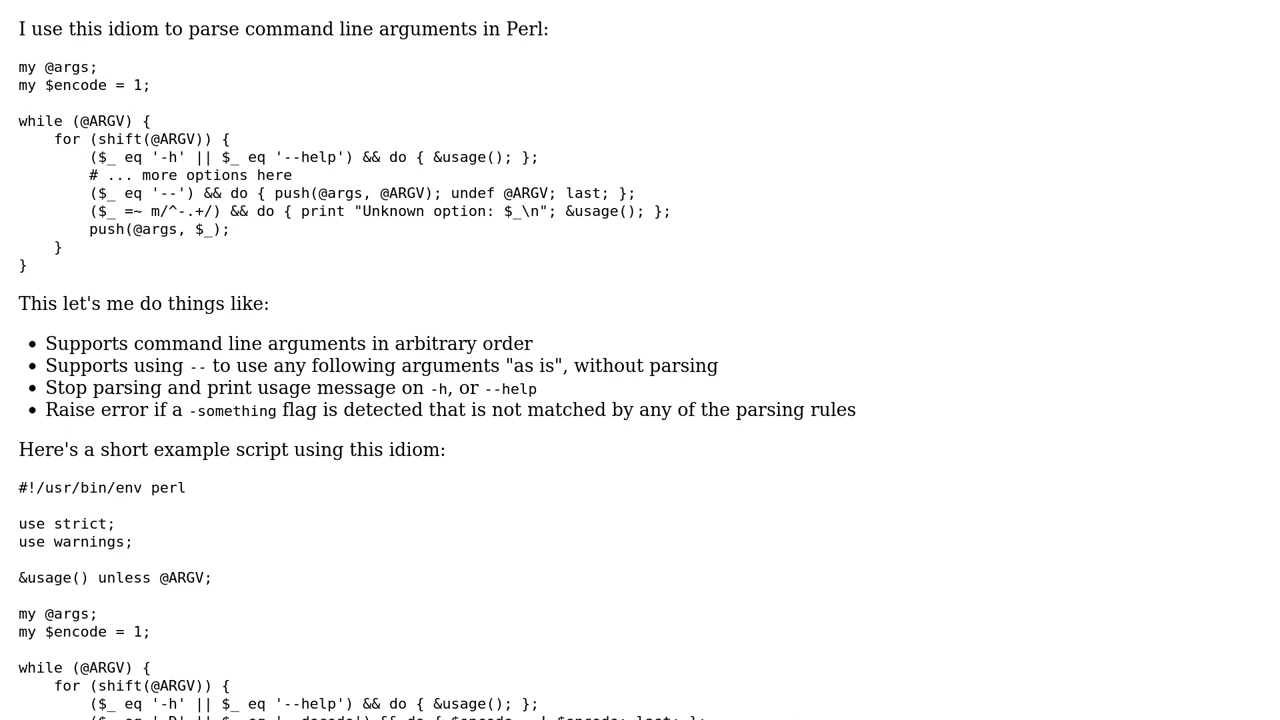 I use this idiom to parse command line arguments in Perl:
my @args;
my $encode = 1;
while (@ARGV) {
    for (shift(@ARGV)) {
        ($_ eq '-h' || $_ eq '--help') && do { &usage(); };
        # ... more options here
        ($_ eq '--') && do { push(@args, @ARGV); undef @ARGV; last; };
        ($_ =~ m/^-.+/) && do { print "Unknown option: $_\n"; &usage(); };
        push(@args, $_);
    }
}
This let's me do things like:
• Supports command line arguments in arbitrary order
• Supports using -- to use any following arguments "as is", without parsing
• Stop parsing and print usage message on -h, or --help
• Raise error if a -something flag is detected that is not matched by any of the parsing rules
Here's a short example script using this idiom:
#!/usr/bin/env perl
use strict;
use warnings;
&usage() unless @ARGV;
my @args;
my $encode = 1;
while (@ARGV) {
    for (shift(@ARGV)) {
        ($_ eq '-h' || $_ eq '--help') && do { &usage(); };